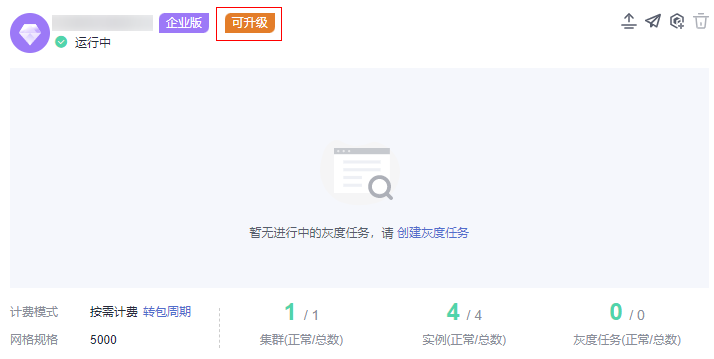 企业版 可升级
运行中
暂无进行中的灰度任务，请 创建灰度任务
计费模式 按需计费 转包周期
网格规格 5000
1 / 1
集群(正常/总数)
4 / 4
实例(正常/总数)
0 / 0
灰度任务(正常/总数)